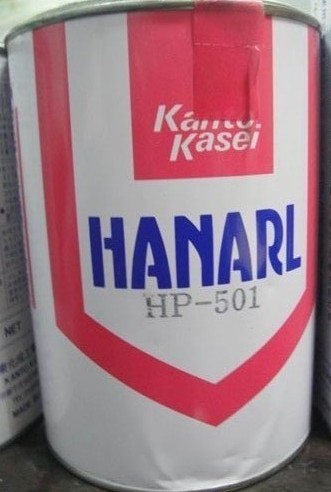 Kanto
Kasei
HANARL
HP-501
NET